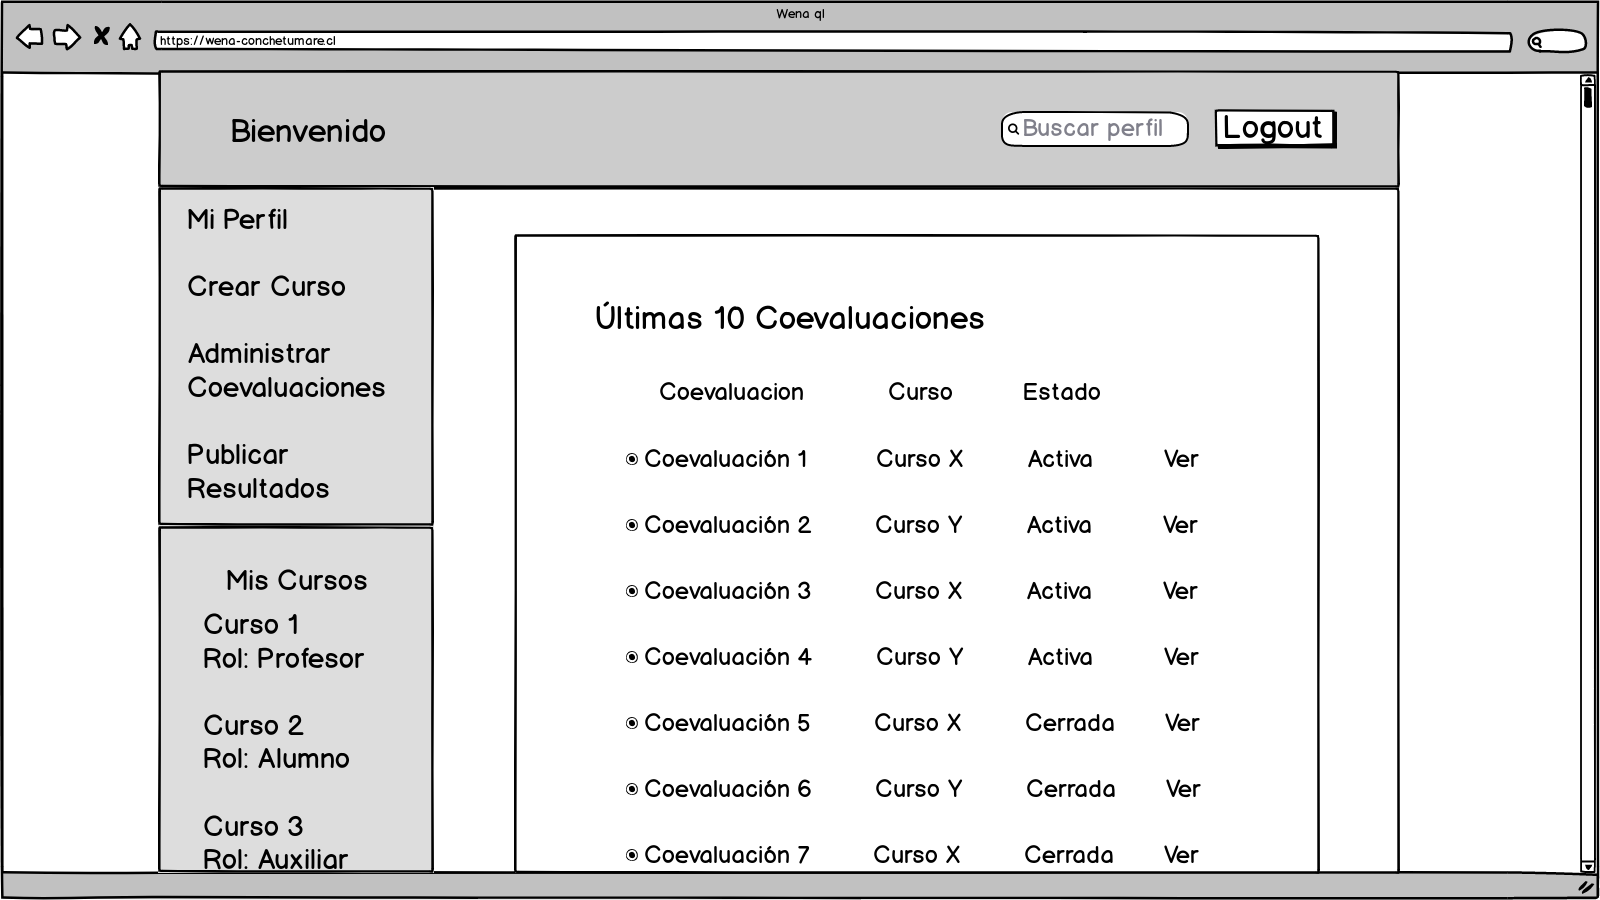 Wena ql
https://wena-conchetumare.cl
Bienvenido
Buscar perfil
Logout
Mi Perfil
Crear Curso
Administrar
Coevaluaciones
Publicar
Resultados
Mis Cursos
Curso 1
Rol: Profesor
Curso 2
Rol: Alumno
Curso 3
Rol: Auxiliar
Últimas 10 Coevaluaciones
Coevaluacion Curso Estado
Coevaluación 1 Curso X Activa Ver
Coevaluación 2 Curso Y Activa Ver
Coevaluación 3 Curso X Activa Ver
Coevaluación 4 Curso Y Activa Ver
Coevaluación 5 Curso X Cerrada Ver
Coevaluación 6 Curso Y Cerrada Ver
Coevaluación 7 Curso X Cerrada Ver